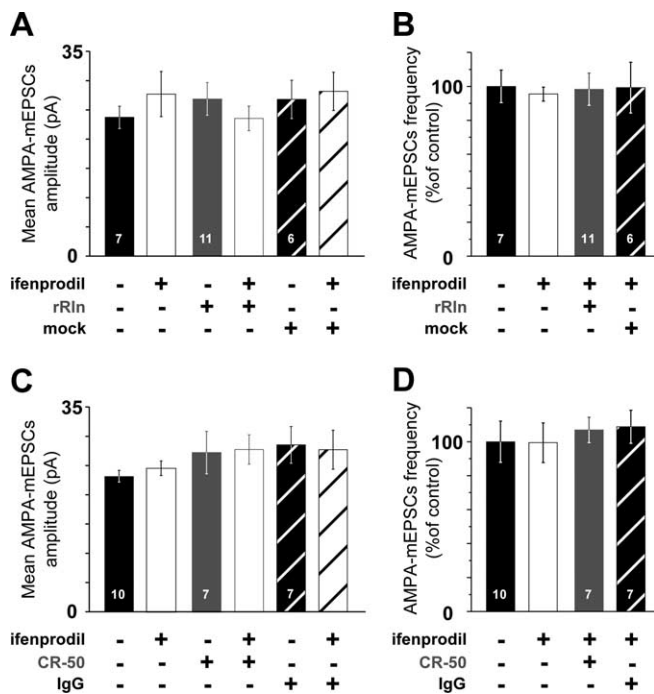 A
35
Mean AMPA-mEPSCs
amplitude (pA)
0
7
11
6
ifenprodil - + - + - +
rRln - - + + - -
mock - - - - + +
B
100
AMPA-mEPSCs frequency
(%of control)
0
7
11
6
ifenprodil - + + +
rRln - - + -
mock - - - +
C
35
Mean AMPA-mEPSCs
amplitude (pA)
0
10
7
7
ifenprodil - + - + - +
CR-50 - - + + - -
IgG - - - - + +
D
100
AMPA-mEPSCs frequency
(%of control)
0
10
7
7
ifenprodil - + + +
CR-50 - - + -
IgG - - - +